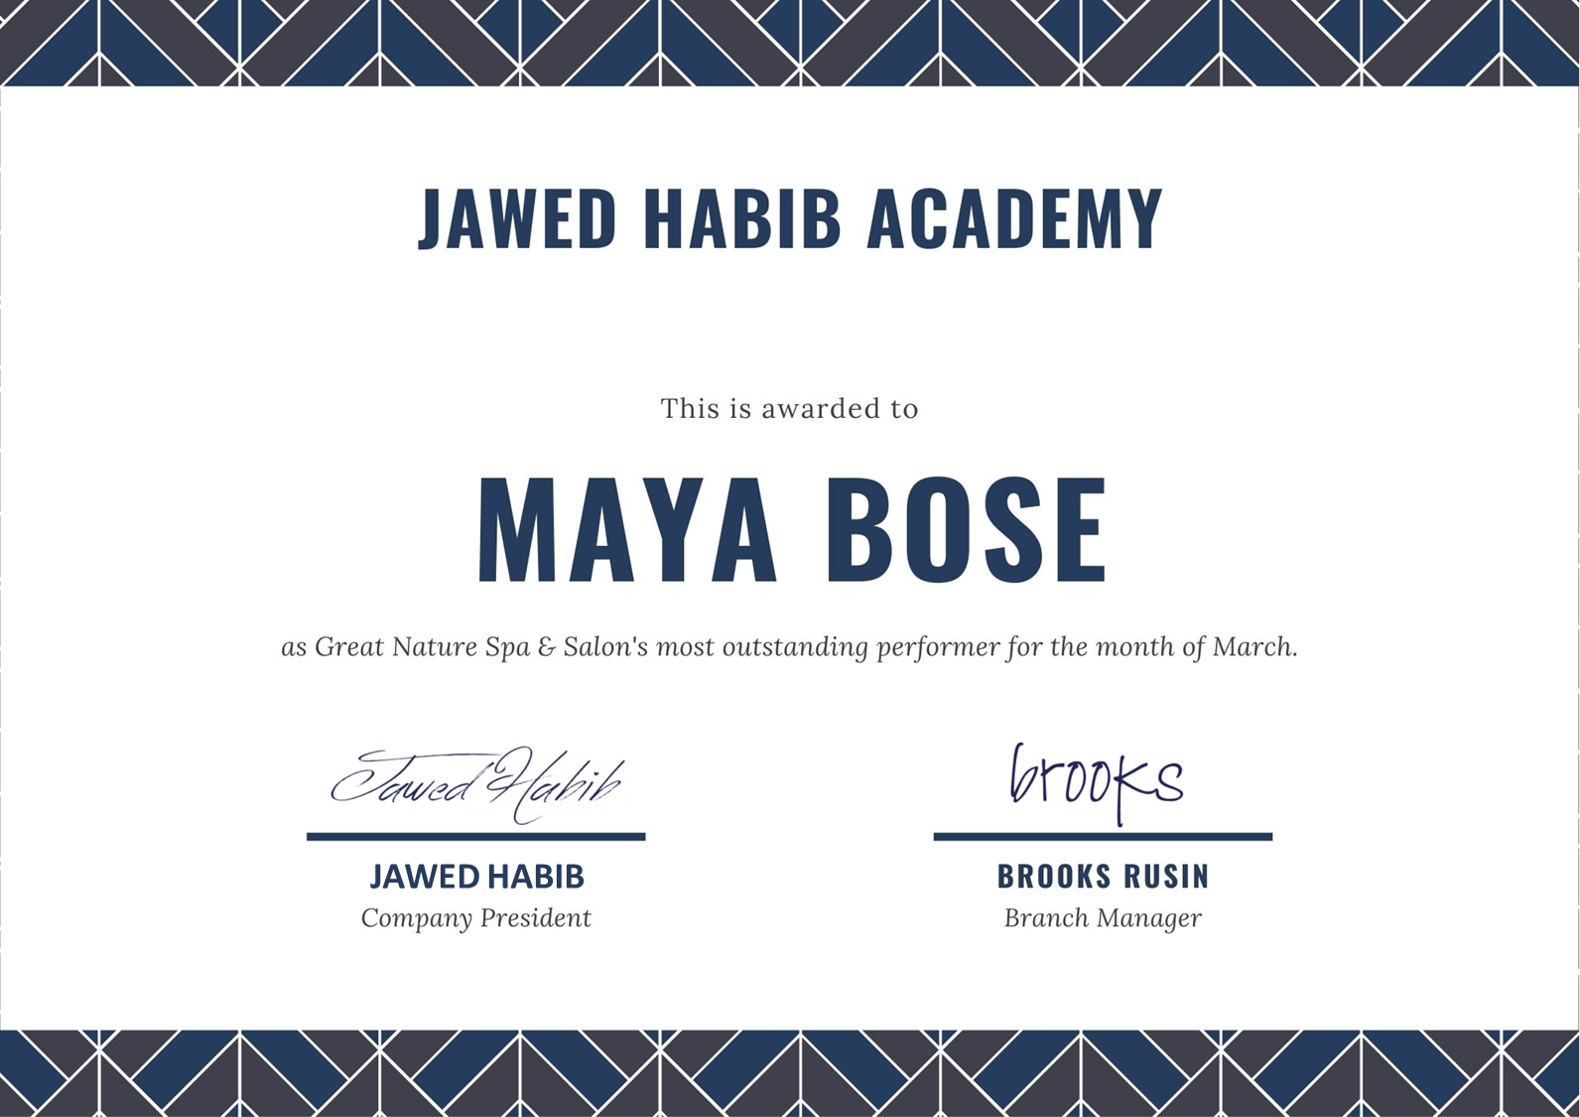 JAWED HABIB ACADEMY
This is awarded to
MAYA BOSE
as Great Nature Spa & Salon's most outstanding performer for the month of March.
Jawed Habib
brooks
JAWED HABIB
BROOKS RUSIN
Company President
Branch Manager